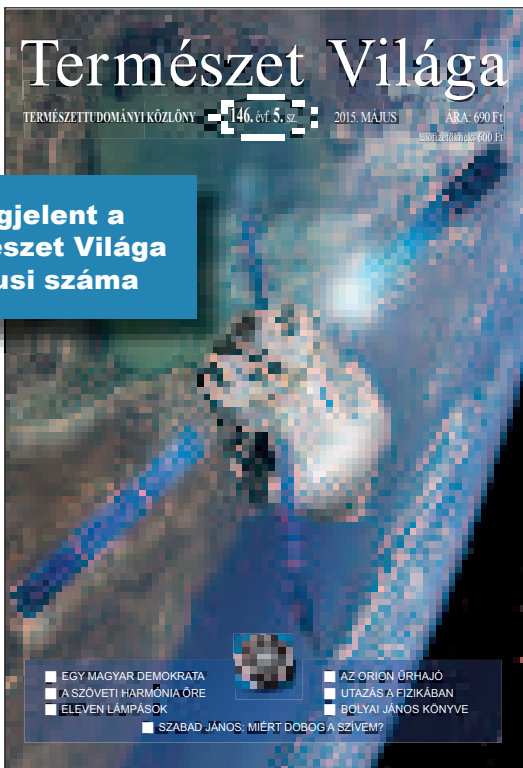 Természet Világa
TERMÉSZETTUDOMÁNYI KÖZLÖNY 146. évf. 5. sz. 2015. MÁJUS ÁRA: 690 Ft
Előfizetőknek: 600 Ft
gjelent a
észet Világa
usi száma
EGY MAGYAR DEMOKRATA
A SZÖVETI HARMÓNIA ŐRE
ELEVEN LÁMPÁSOK
AZ ORION ŰRHAJÓ
UTAZÁS A FIZIKÁBAN
BOLYAI JÁNOS KÖNYVE
SZABAD JÁNOS: MIÉRT DOBOG A SZÍVEM?